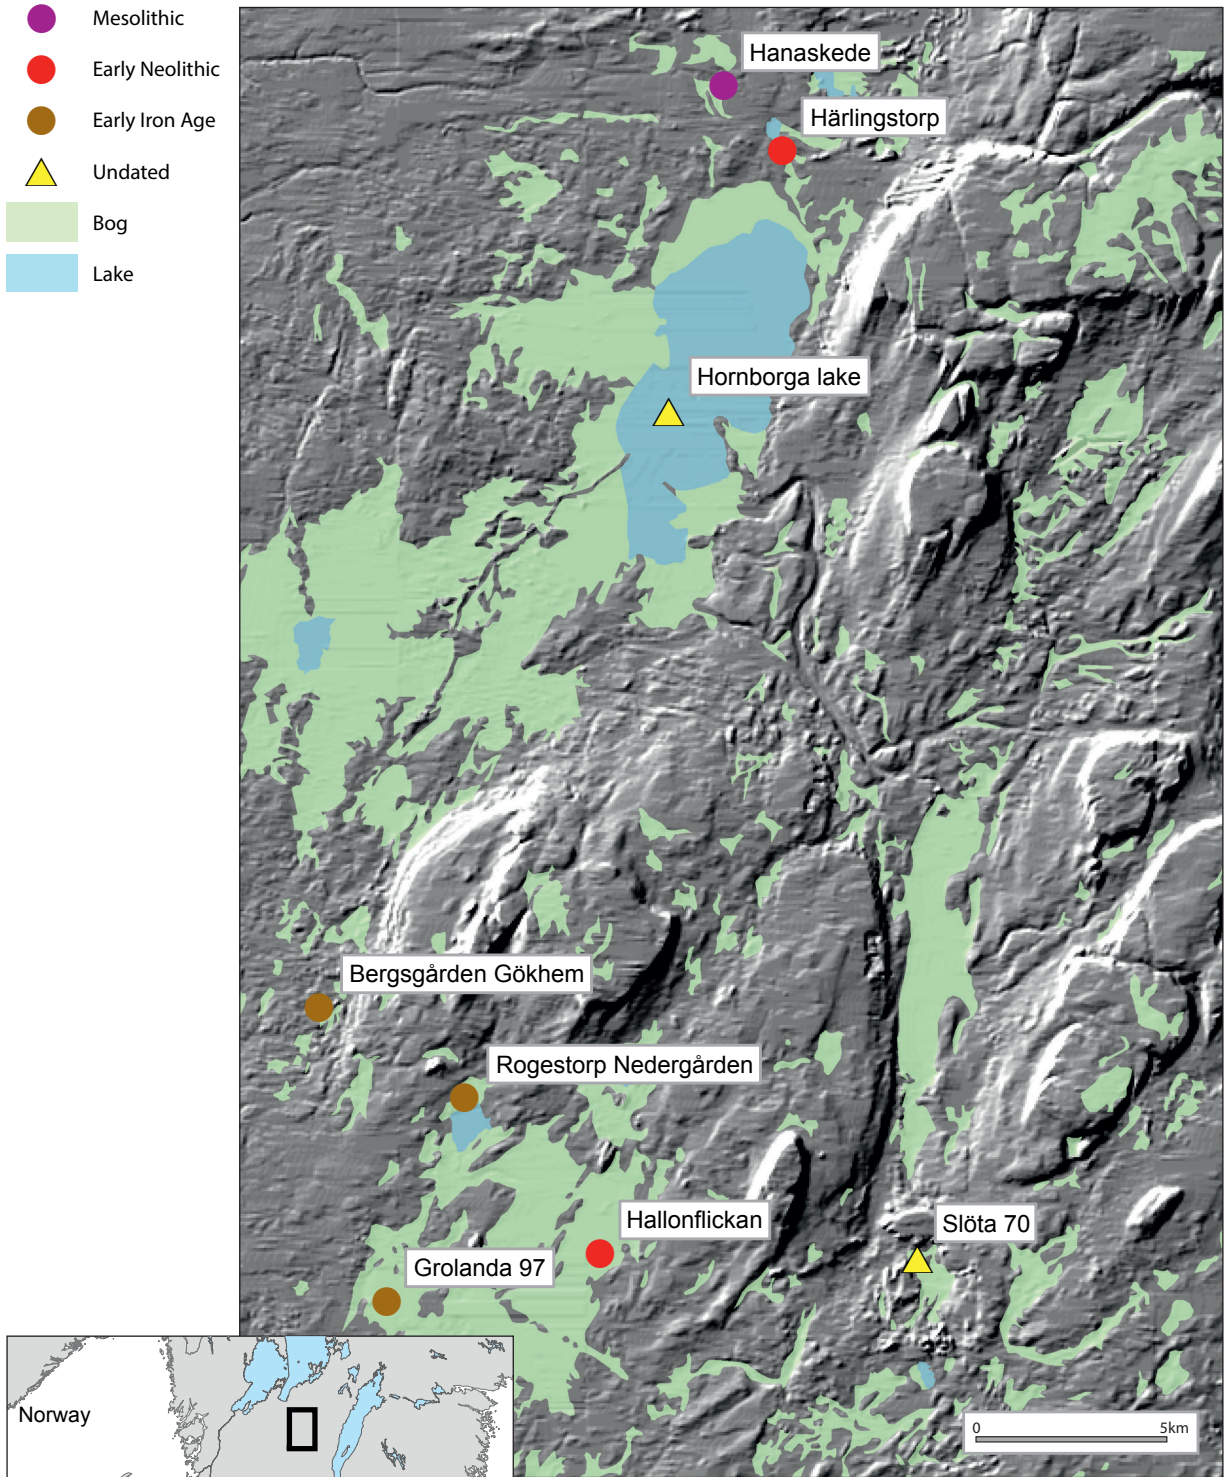 Mesolithic
Early Neolithic
Early Iron Age
Undated
Bog
Lake
Hanaskede
Härlingstorp
Hornborga lake
Bergsgården Gökhem
Rogestorp Nedergården
Hallonflickan
Slöta 70
Grolanda 97
Norway
0 5km